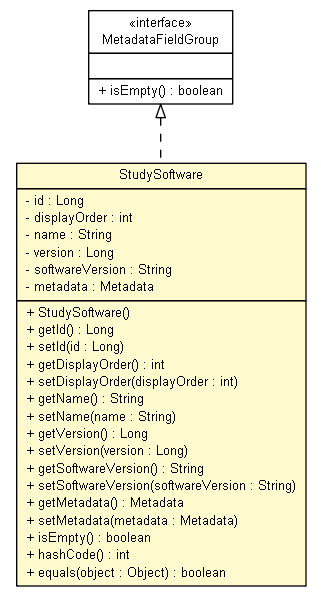 «interface»
MetadataFieldGroup
+ isEmpty() : boolean
StudySoftware
- id : Long
- displayOrder : int
- name : String
- version : Long
- softwareVersion : String
- metadata : Metadata
+ StudySoftware()
+ getId() : Long
+ setId(id : Long)
+ getDisplayOrder() : int
+ setDisplayOrder(displayOrder : int)
+ getName() : String
+ setName(name : String)
+ getVersion() : Long
+ setVersion(version : Long)
+ getSoftwareVersion() : String
+ setSoftwareVersion(softwareVersion : String)
+ getMetadata() : Metadata
+ setMetadata(metadata : Metadata)
+ isEmpty() : boolean
+ hashCode() : int
+ equals(object : Object) : boolean